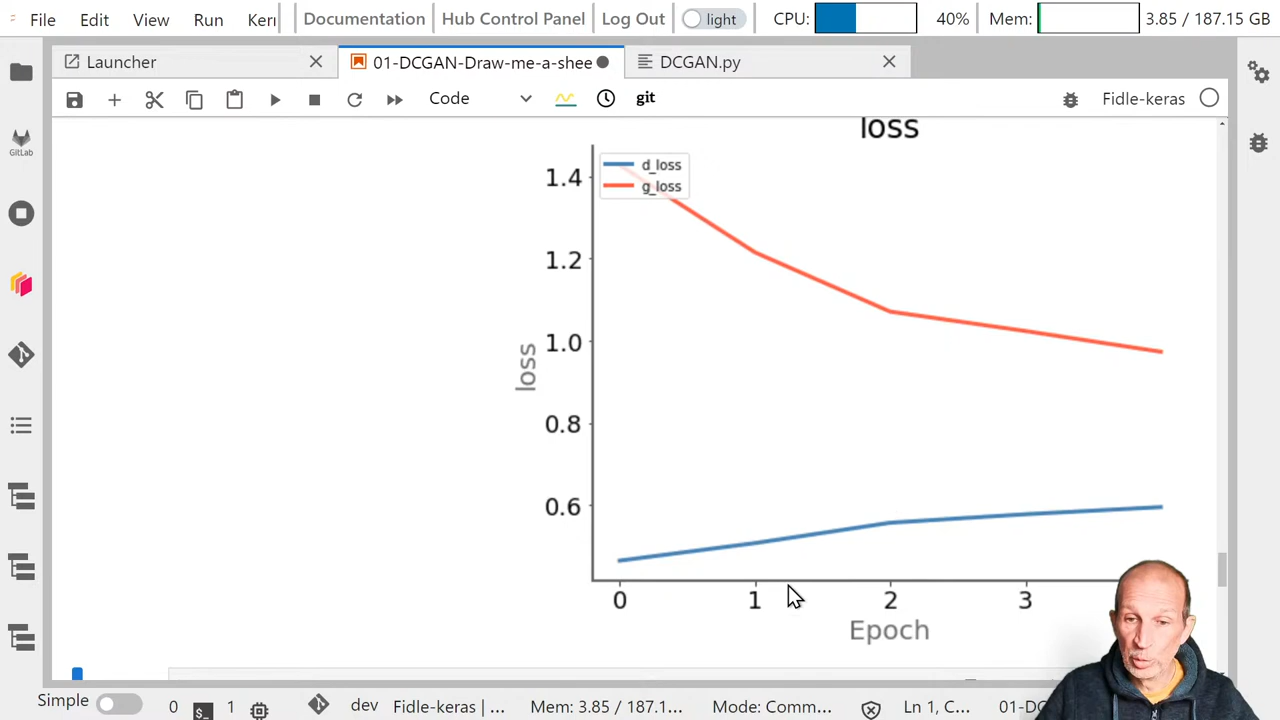 File Edit View Run Kern Documentation Hub Control Panel Log Out light CPU: 40% Mem: 3.85 / 187.15 GB
Launcher 01-DCGAN-Draw-me-a-shee DCGAN.py
Code git Fidle-keras
GitLab
loss
d_loss
g_loss
1.4
1.2
1.0
0.8
0.6
loss
0 1 2 3
Epoch
Simple 0 $_ 1 dev Fidle-keras | ... Mem: 3.85 / 187.1... Mode: Comm... Ln 1, C... 01-DC